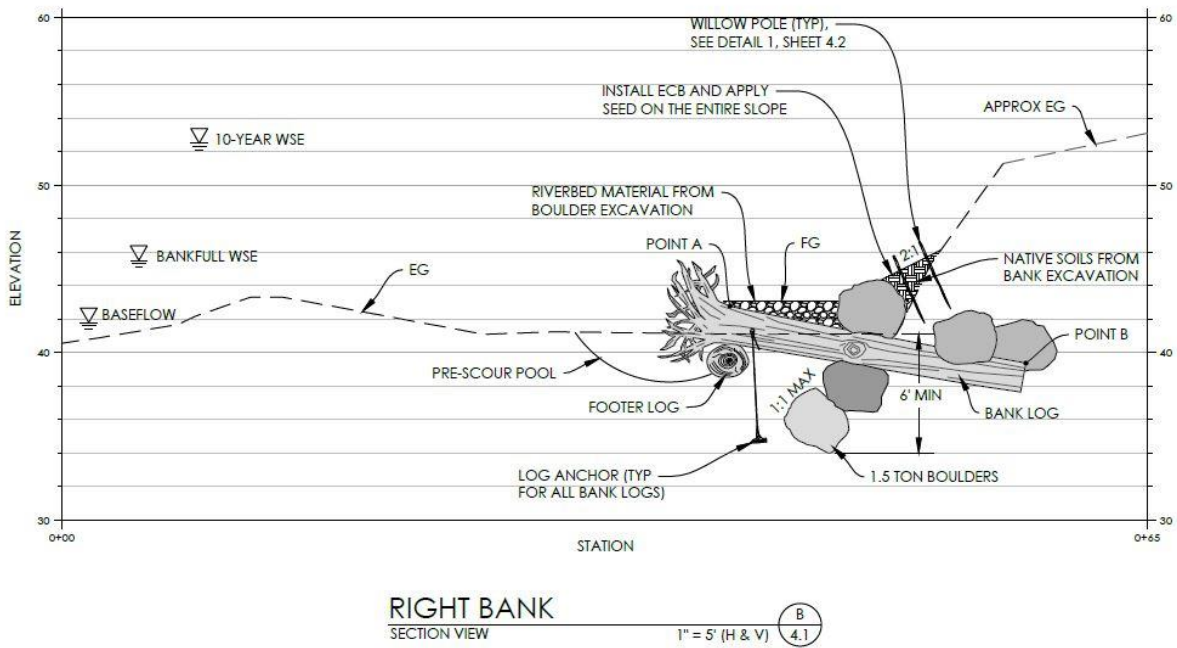 60
60
WILLOW POLE (TYP),
SEE DETAIL 1, SHEET 4.2
INSTALL ECB AND APPLY
SEED ON THE ENTIRE SLOPE
APPROX EG
10-YEAR WSE
50
50
RIVERBED MATERIAL FROM
BOULDER EXCAVATION
POINT A
FG
2:1
NATIVE SOILS FROM
BANK EXCAVATION
BANKFULL WSE
EG
ELEVATION
BASEFLOW
POINT B
40
40
PRE-SCOUR POOL
1:1 MAX
6' MIN
FOOTER LOG
BANK LOG
LOG ANCHOR (TYP
FOR ALL BANK LOGS)
1.5 TON BOULDERS
30
30
0+00
STATION
0+65
RIGHT BANK
SECTION VIEW
1" = 5' (H & V)
B
4.1